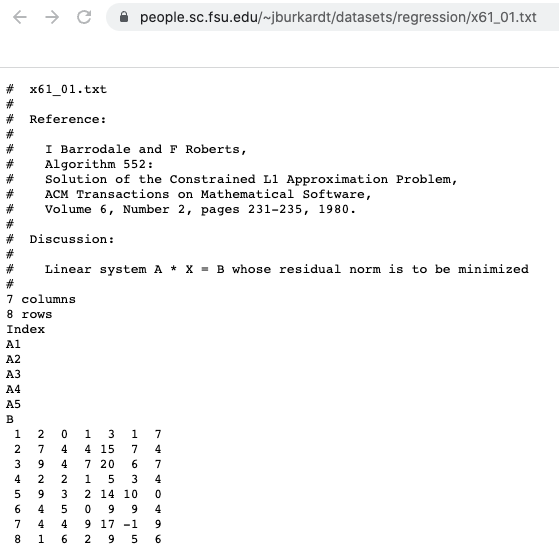 people.sc.fsu.edu/~jburkardt/datasets/regression/x61_01.txt
#  x61_01.txt
#
#  Reference:
#
#    I Barrodale and F Roberts,
#    Algorithm 552:
#    Solution of the Constrained L1 Approximation Problem,
#    ACM Transactions on Mathematical Software,
#    Volume 6, Number 2, pages 231-235, 1980.
#
#  Discussion:
#
#    Linear system A * X = B whose residual norm is to be minimized
#
7 columns
8 rows
Index
A1
A2
A3
A4
A5
B
 1  2  0  1  3  1  7
 2  7  4  4 15  7  4
 3  9  4  7 20  6  7
 4  2  2  1  5  3  4
 5  9  3  2 14 10  0
 6  4  5  0  9  9  4
 7  4  4  9 17 -1  9
 8  1  6  2  9  5  6